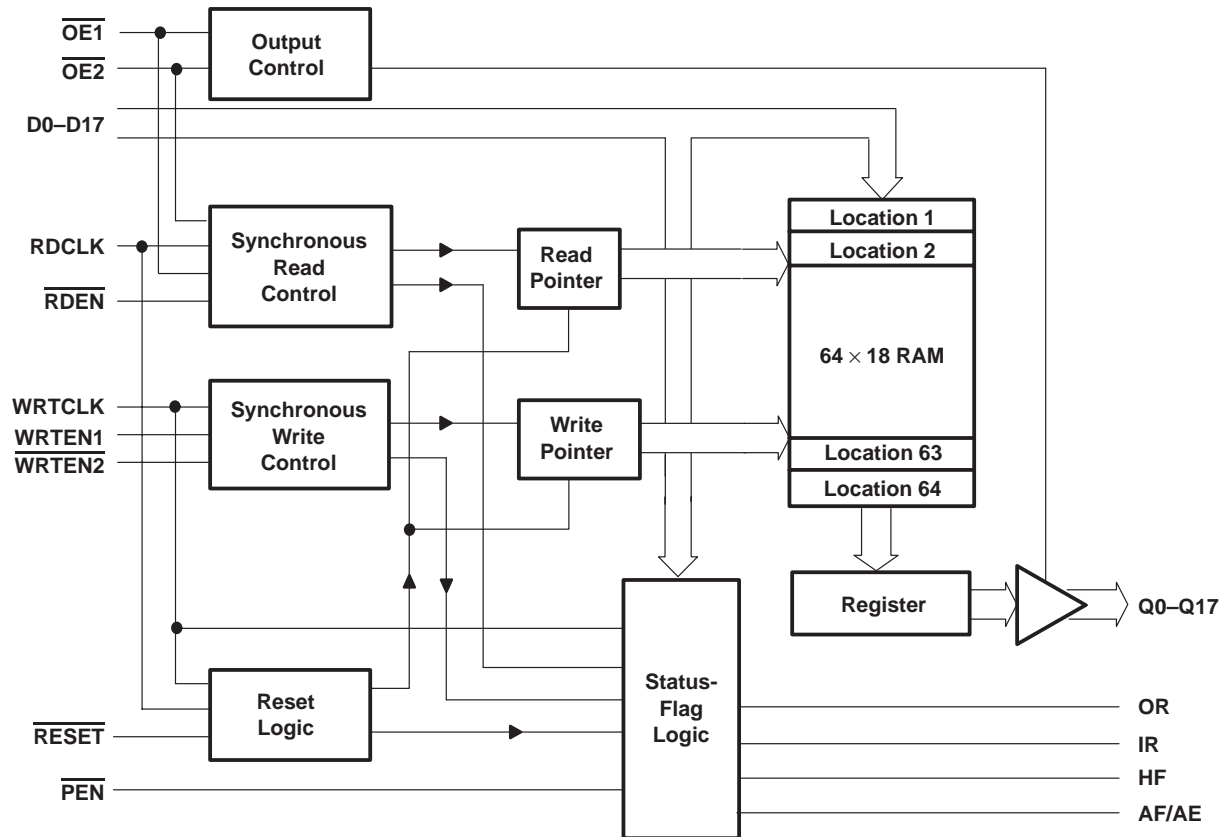 OE1
OE2
Output
Control
D0–D17
Location 1
Location 2
64 × 18 RAM
Location 63
Location 64
RDCLK
RDEN
Synchronous
Read
Control
Read
Pointer
WRTCLK
WRTEN1
WRTEN2
Synchronous
Write
Control
Write
Pointer
Register
Q0–Q17
RESET
PEN
Reset
Logic
Status-
Flag
Logic
OR
IR
HF
AF/AE